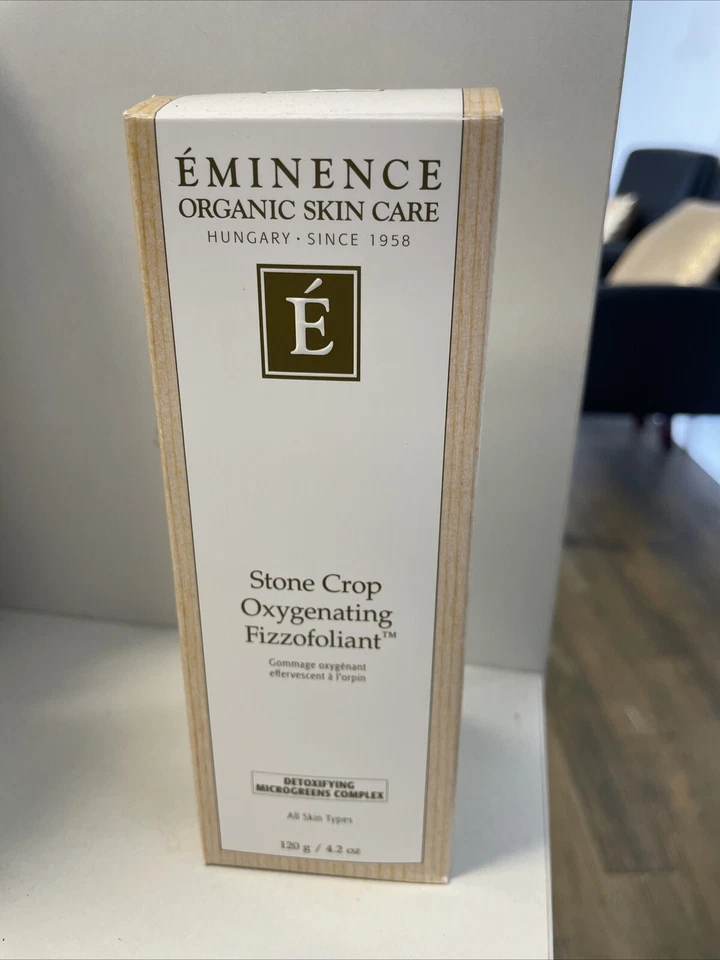 ÉMINENCE
ORGANIC SKIN CARE
HUNGARY • SINCE 1958
É
Stone Crop
Oxygenating
Fizzofoliant™
Gommage oxygénant
effervescent à l'orpin
DETOXIFYING
MICROGREENS COMPLEX
All Skin Types
120 g / 4.2 oz